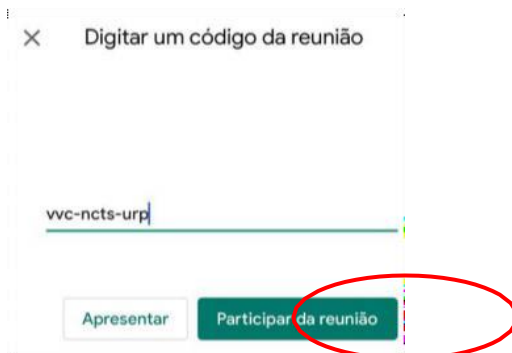 Digitar um código da reunião
vvc-ncts-urp
Apresentar
Participar da reunião